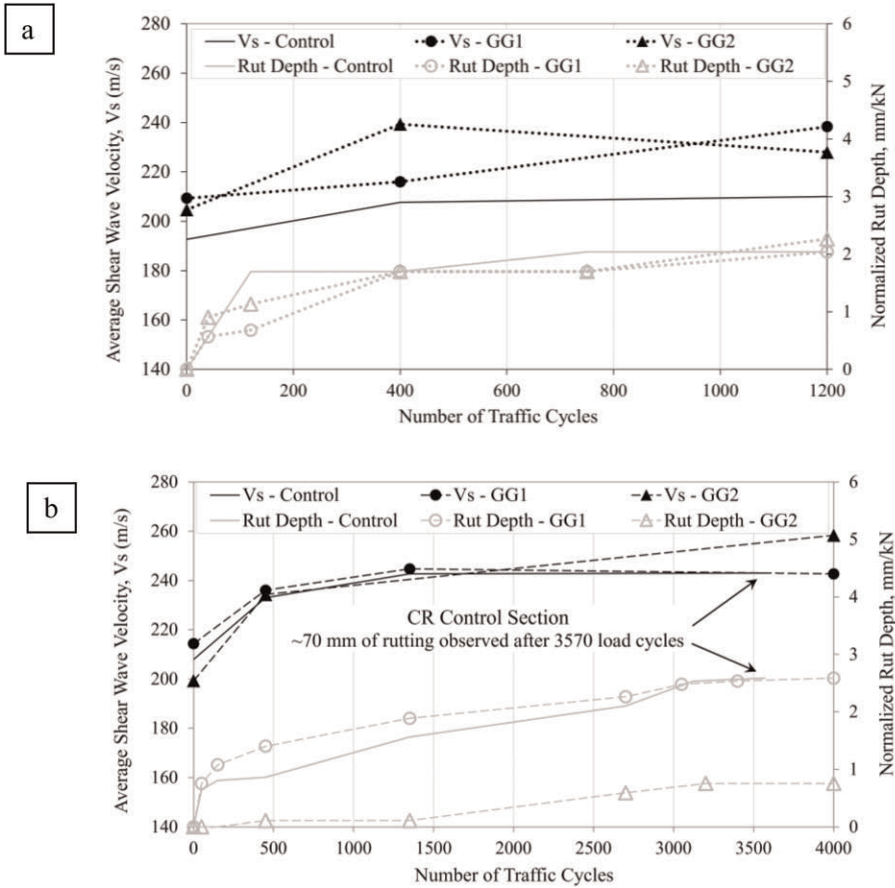 a
280
260
240
220
200
180
160
140
Average Shear Wave Velocity, Vs (m/s)
Vs - Control Vs - GG1 Vs - GG2
Rut Depth - Control Rut Depth - GG1 Rut Depth - GG2
6
5
4
3
2
1
0
Normalized Rut Depth, mm/kN
0 200 400 600 800 1000 1200
Number of Traffic Cycles
b
280
260
240
220
200
180
160
140
Average Shear Wave Velocity, Vs (m/s)
Vs - Control Vs - GG1 Vs - GG2
Rut Depth - Control Rut Depth - GG1 Rut Depth - GG2
CR Control Section
~70 mm of rutting observed after 3570 load cycles
6
5
4
3
2
1
0
Normalized Rut Depth, mm/kN
0 500 1000 1500 2000 2500 3000 3500 4000
Number of Traffic Cycles